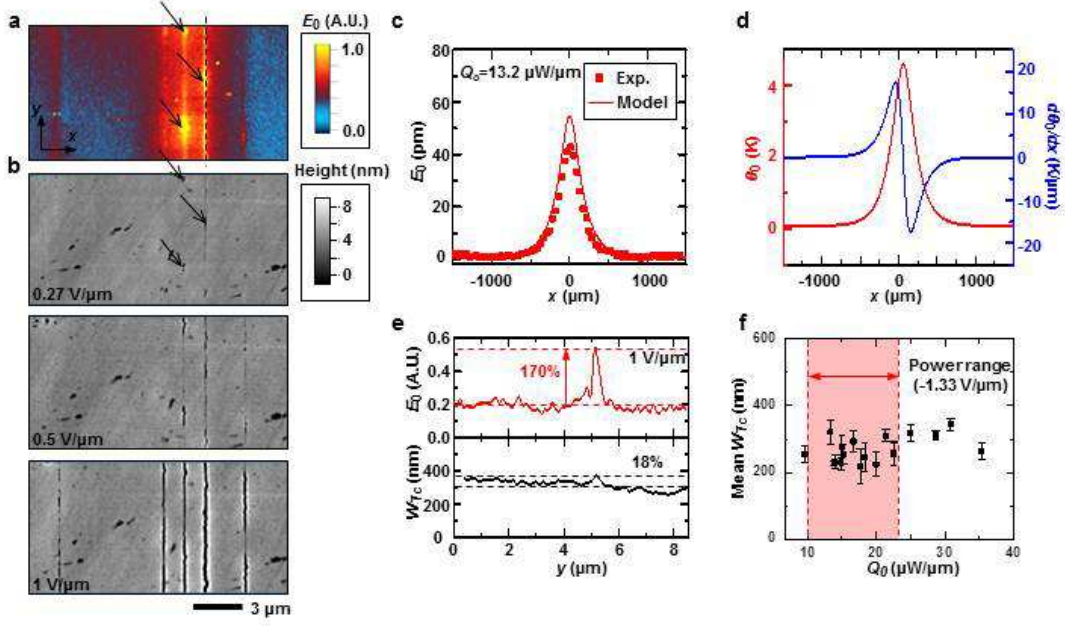 a
E0 (A.U.)
1.0
0.0
y
x
b
Height (nm)
8
4
0
0.27 V/µm
0.5 V/µm
1 V/µm
3 µm
c
80
60
40
20
0
E0 (pm)
Q0=13.2 µW/µm
Exp.
Model
-1000
0
1000
x (µm)
d
4
2
0
θ0 (K)
20
10
0
-10
-20
dθ0/dx (K/µm)
-1000
0
1000
x (µm)
e
0.6
0.4
0.2
0.0
E0 (A.U.)
170%
1 V/µm
400
300
200
100
0
WTC (nm)
18%
0
2
4
6
8
y (µm)
f
600
400
200
0
Mean WTC (nm)
Power range
(-1.33 V/µm)
10
20
30
40
Q0 (µW/µm)